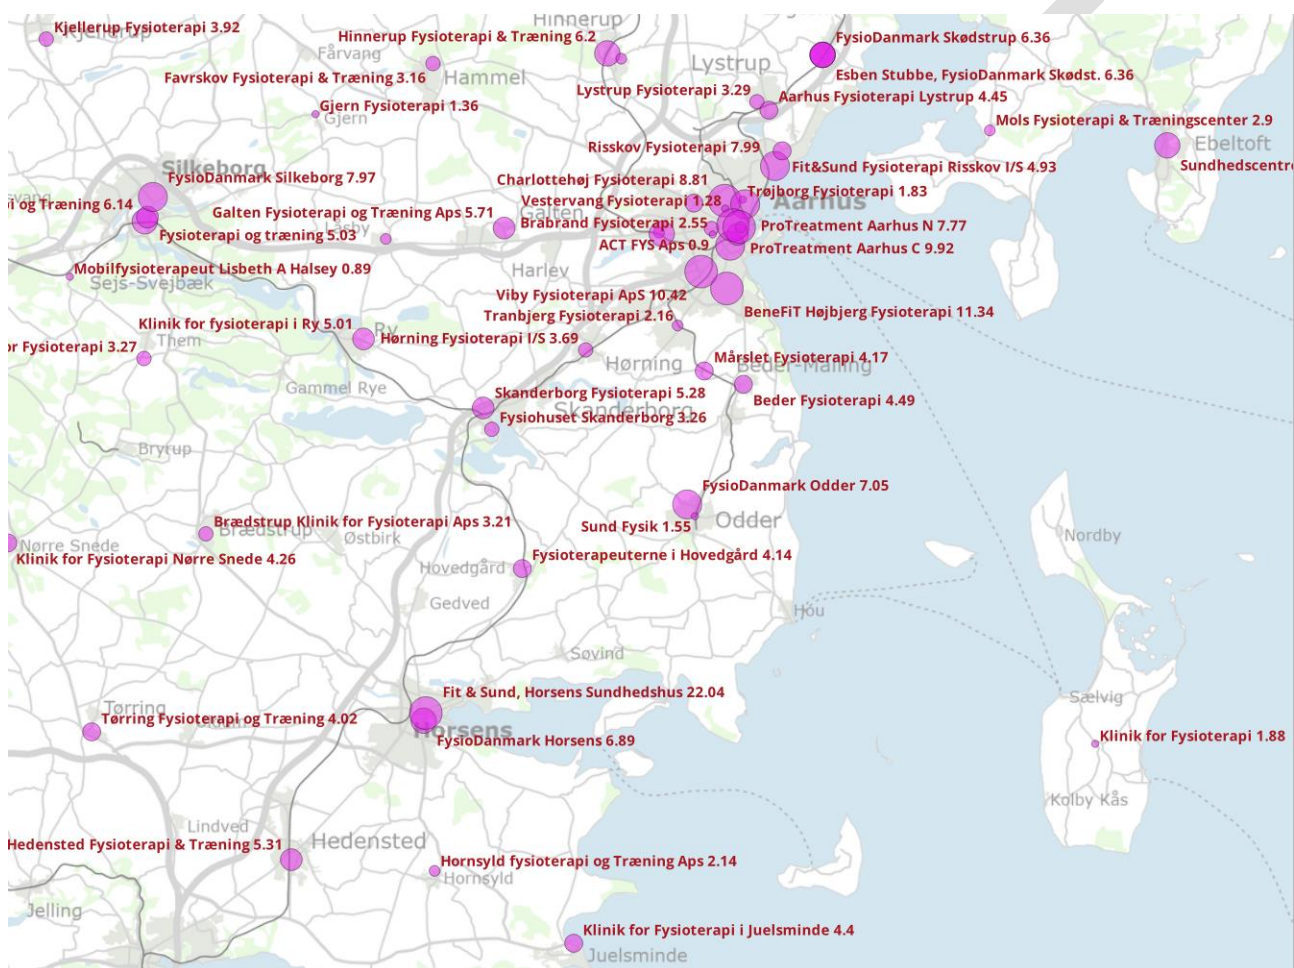 Kjellerup Fysioterapi 3.92
Hinnerup
Hinnerup Fysioterapi & Træning 6.2
FysioDanmark Skødstrup 6.36
Fårvang
Lystrup
Favrskov Fysioterapi & Træning 3.16
Hammel
Esben Stubbe, FysioDanmark Skødst. 6.36
Lystrup Fysioterapi 3.29
Aarhus Fysioterapi Lystrup 4.45
Gjern Fysioterapi 1.36
Gjern
Mols Fysioterapi & Træningscenter 2.9
Ebeltoft
Risskov Fysioterapi 7.99
Silkeborg
Fit&Sund Fysioterapi Risskov I/S 4.93
Sundhedscentre
FysioDanmark Silkeborg 7.97
Charlottehøj Fysioterapi 8.81
Trøjborg Fysioterapi 1.83
Vestervang Fysioterapi 1.28
Aarhus
i og Træning 6.14
Galten Fysioterapi og Træning Aps 5.71
Galten
Brabrand Fysioterapi 2.55
ProTreatment Aarhus N 7.77
Låsby
Fysioterapi og træning 5.03
ACT FYS Aps 0.9
ProTreatment Aarhus C 9.92
Mobilfysioterapeut Lisbeth A Halsey 0.89
Harlev
Sejs-Svejbæk
Viby Fysioterapi ApS 10.42
BeneFiT Højbjerg Fysioterapi 11.34
Tranbjerg Fysioterapi 2.16
Klinik for fysioterapi i Ry 5.01
Ry
Hørning Fysioterapi I/S 3.69
or Fysioterapi 3.27
Them
Hørning
Mårslet Fysioterapi 4.17
Beder-Malling
Gammel Rye
Skanderborg Fysioterapi 5.28
Beder Fysioterapi 4.49
Skanderborg
Fysiohuset Skanderborg 3.26
Bryrup
FysioDanmark Odder 7.05
Brædstrup Klinik for Fysioterapi Aps 3.21
Brædstrup
Østbirk
Sund Fysik 1.55
Odder
Nordby
Nørre Snede
Klinik for Fysioterapi Nørre Snede 4.26
Fysioterapeuterne i Hovedgård 4.14
Hovedgård
Gedved
Hou
Søvind
Fit & Sund, Horsens Sundhedshus 22.04
Sælvig
Tørring
Tørring Fysioterapi og Træning 4.02
Horsens
FysioDanmark Horsens 6.89
Klinik for Fysioterapi 1.88
Kolby Kås
Lindved
Hedensted
Hedensted Fysioterapi & Træning 5.31
Hornsyld fysioterapi og Træning Aps 2.14
Hornsyld
Jelling
Klinik for Fysioterapi i Juelsminde 4.4
Juelsminde